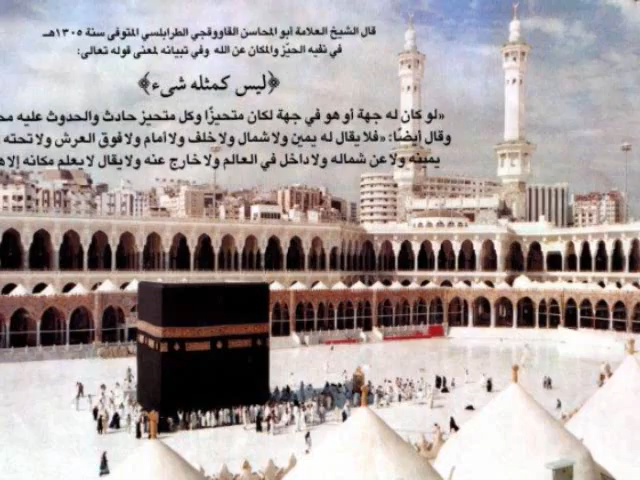 قال الشيخ العلامة أبو المحاسن القاووقجي الطرابلسي المتوفى سنة ١٣٠٥هـ
في نفيه الحيّز والمكان عن الله وفي تبيانه لمعنى قوله تعالى:
﴿ليس كمثله شىء﴾
«لو كان له جهة أو هو في جهة لكان متحيزًا وكل متحيز حادث والحدوث عليه
وقال أيضًا: «فلا يقال له يمين ولا شمال ولا خلف ولا أمام ولا فوق العرش ولا تحته
يمينه ولا عن شماله ولا داخل في العالم ولا خارج عنه ولا يقال لا يعلم مكانه إلا